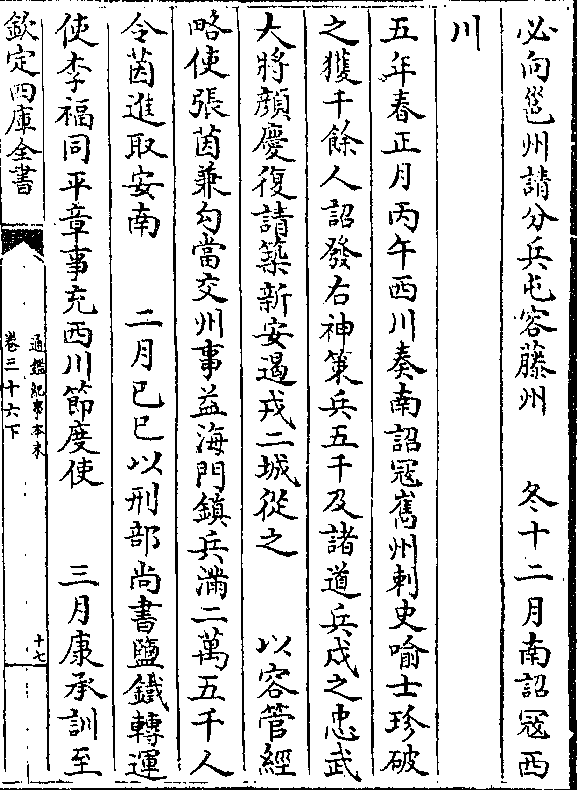 必向邕州請分兵屯容藤州　冬十二月南詔冦西
川
五年春正月丙午西川奏南詔冦嶲州刺史喻士珍破
之獲千餘人詔發右神策兵五千及諸道兵戍之忠武
大將顔慶復請築新安遏戎二城從之　以容管經
略使張茵兼勾當交州事益海門鎮兵滿二萬五千人
令茵進取安南　二月已巳以刑部尚書鹽鐵轉運
使李福同平章事充西川節度使　三月康承訓至
欽定四庫全書
通鑑紀事本末
卷三十六下
十七